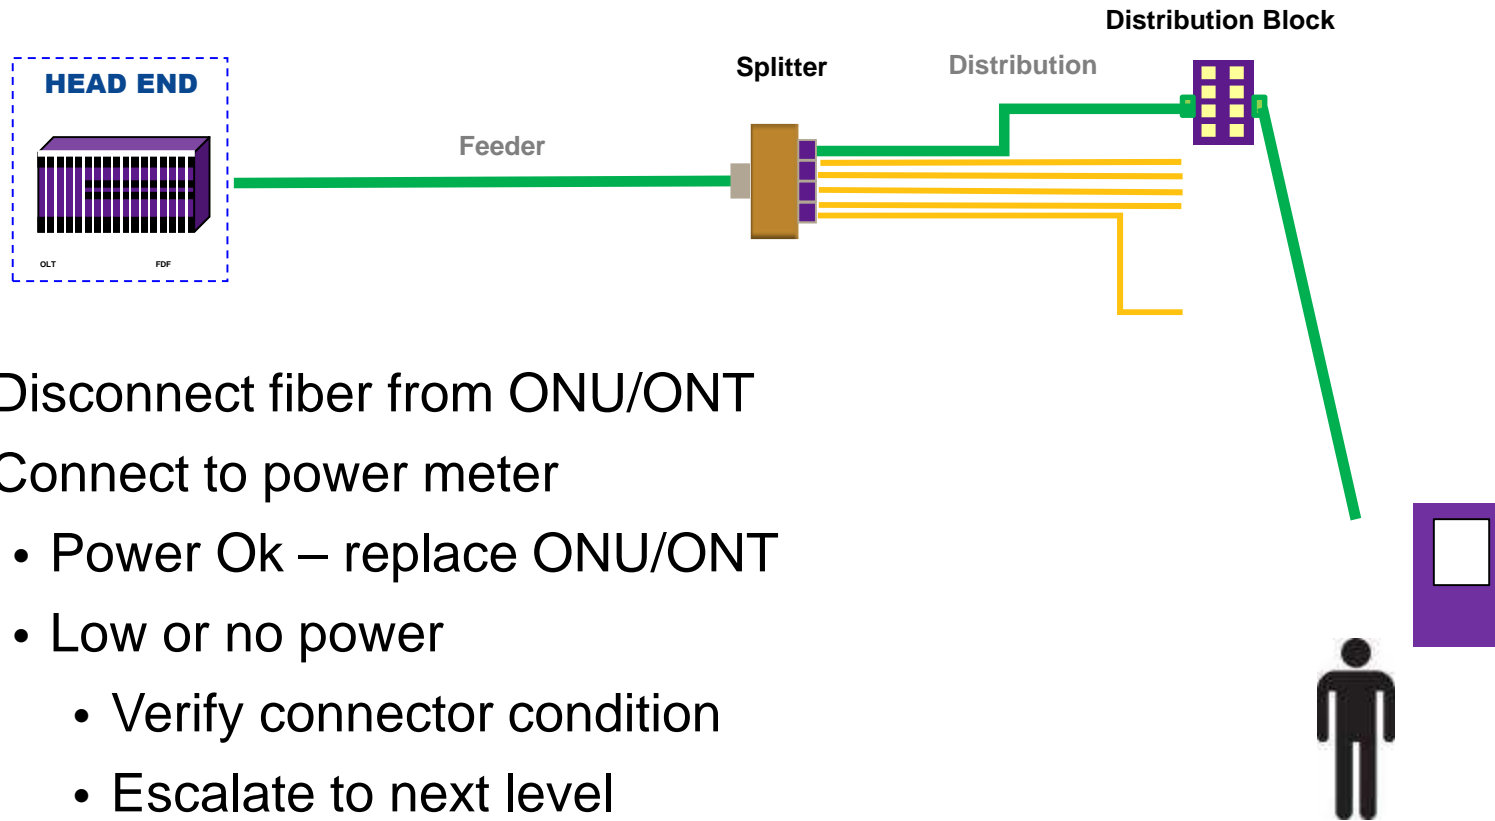 Distribution Block
HEAD END
Splitter
Distribution
Feeder
OLT
FDF
Disconnect fiber from ONU/ONT
Connect to power meter
• Power Ok – replace ONU/ONT
• Low or no power
• Verify connector condition
• Escalate to next level